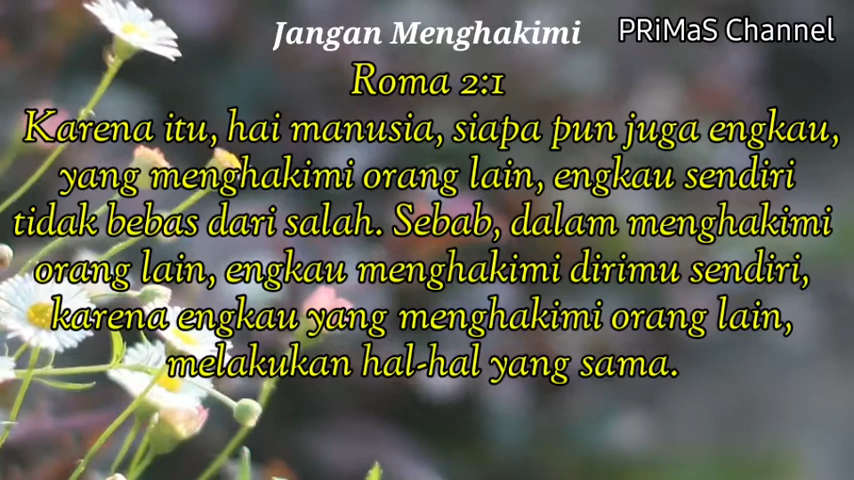 Jangan Menghakimi PRiMaS Channel
Roma 2:1
Karena itu, hai manusia, siapa pun juga engkau,
yang menghakimi orang lain, engkau sendiri
tidak bebas dari salah. Sebab, dalam menghakimi
orang lain, engkau menghakimi dirimu sendiri,
karena engkau yang menghakimi orang lain,
melakukan hal-hal yang sama.